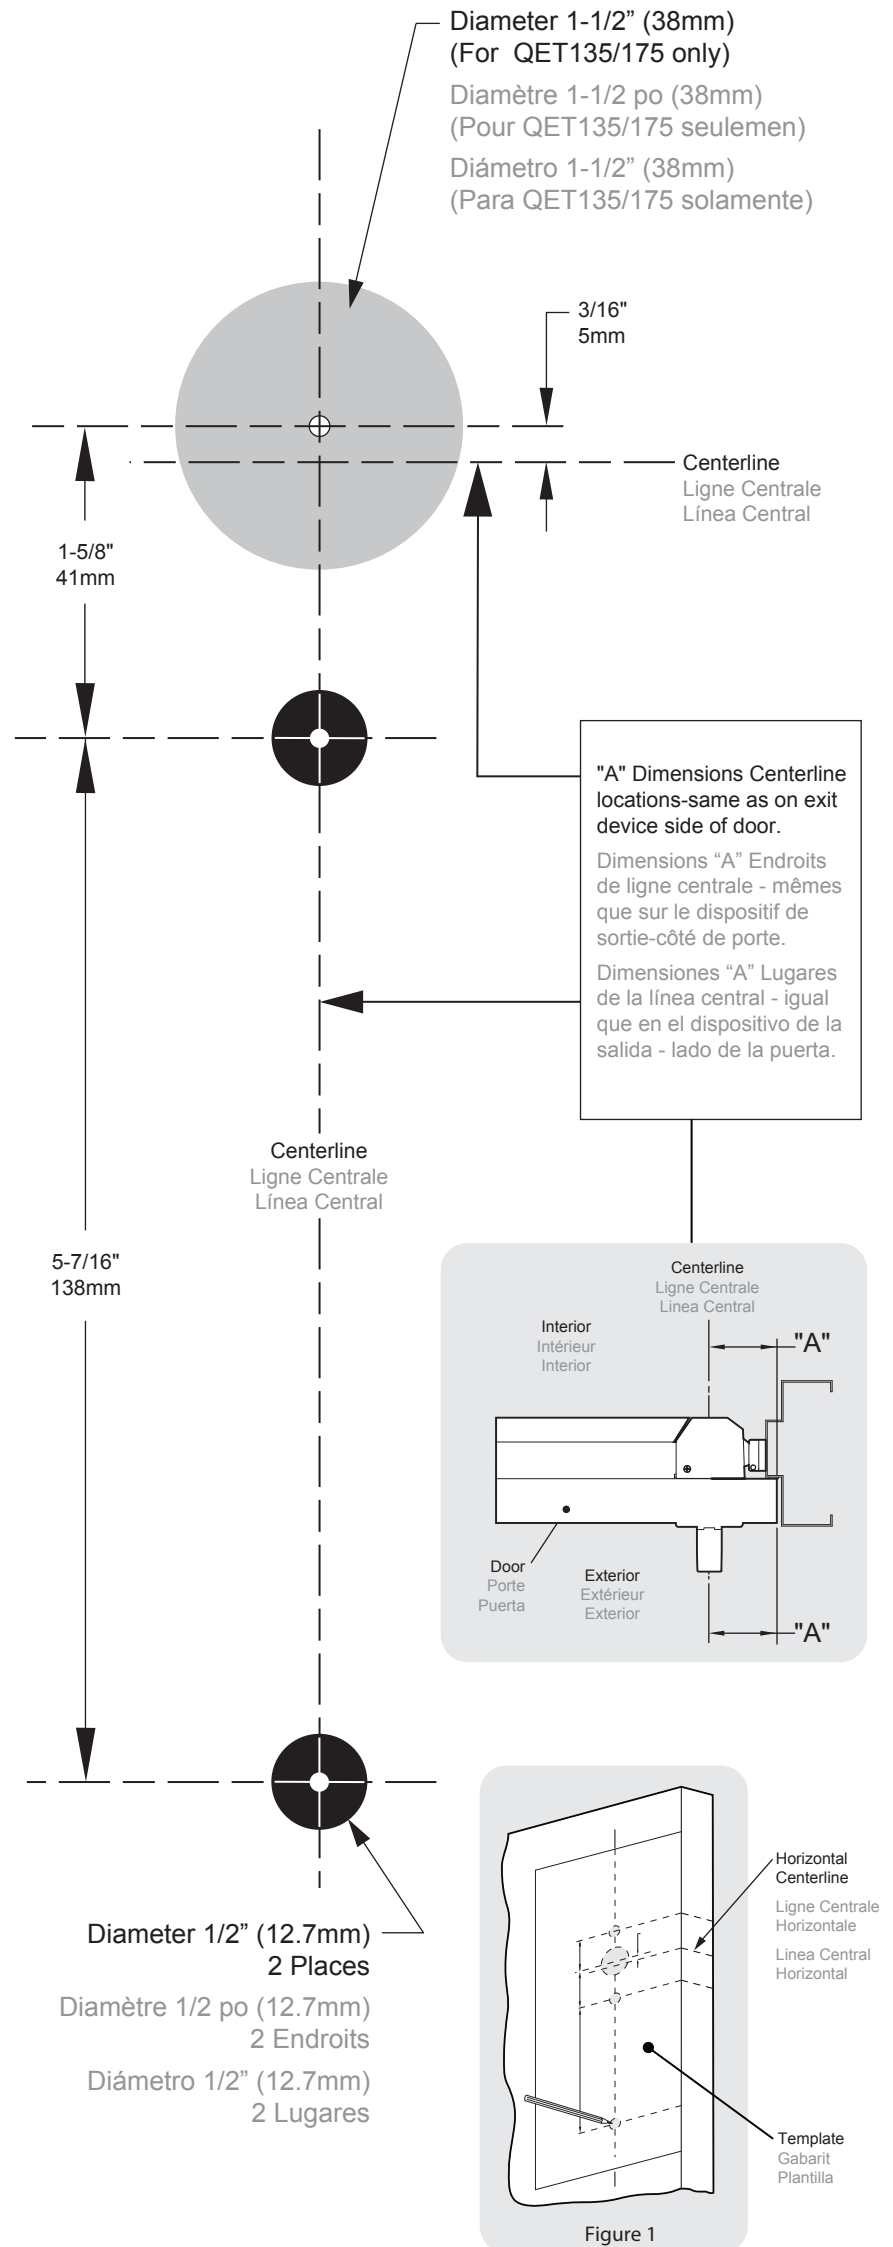 Diameter 1-1/2” (38mm)
(For QET135/175 only)
Diamètre 1-1/2 po (38mm)
(Pour QET135/175 seulemen)
Diámetro 1-1/2” (38mm)
(Para QET135/175 solamente)
3/16"
5mm
Centerline
Ligne Centrale
Línea Central
1-5/8"
41mm
"A" Dimensions Centerline
locations-same as on exit
device side of door.
Dimensions “A” Endroits
de ligne centrale - mêmes
que sur le dispositif de
sortie-côté de porte.
Dimensiones “A” Lugares
de la línea central - igual
que en el dispositivo de la
salida - lado de la puerta.
Centerline
Ligne Centrale
Línea Central
5-7/16"
138mm
Centerline
Ligne Centrale
Linea Central
Interior
Intérieur
Interior
"A"
Door
Porte
Puerta
Exterior
Extérieur
Exterior
"A"
Diameter 1/2” (12.7mm)
2 Places
Diamètre 1/2 po (12.7mm)
2 Endroits
Diámetro 1/2” (12.7mm)
2 Lugares
Horizontal
Centerline
Ligne Centrale
Horizontale
Linea Central
Horizontal
Template
Gabarit
Plantilla
Figure 1